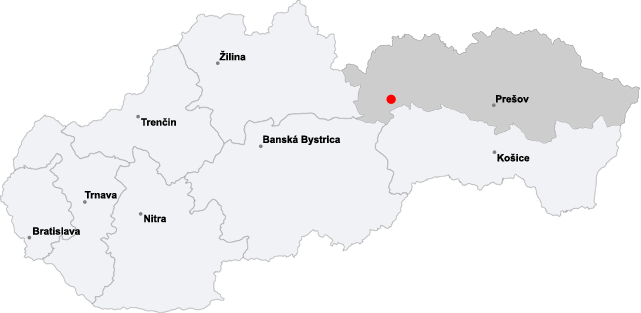 Žilina
Prešov
Trenčín
Banská Bystrica
Košice
Trnava
Nitra
Bratislava